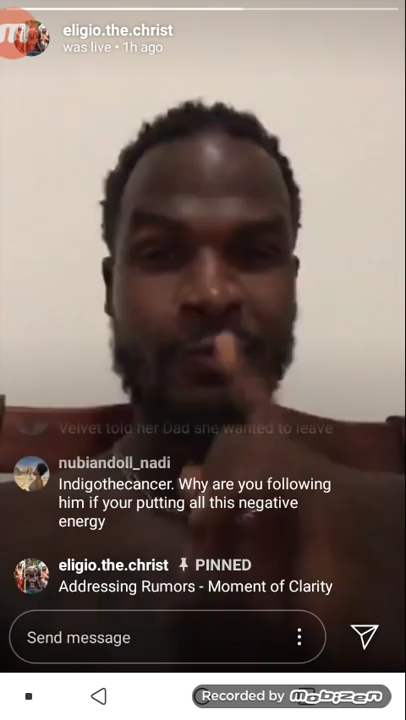 eligio.the.christ
was live • 1h ago
Velvet told her Dad she wanted to leave
nubiandoll_nadi
Indigothecancer. Why are you following
him if your putting all this negative
energy
eligio.the.christ PINNED
Addressing Rumors - Moment of Clarity
Send message
Recorded by mobizen